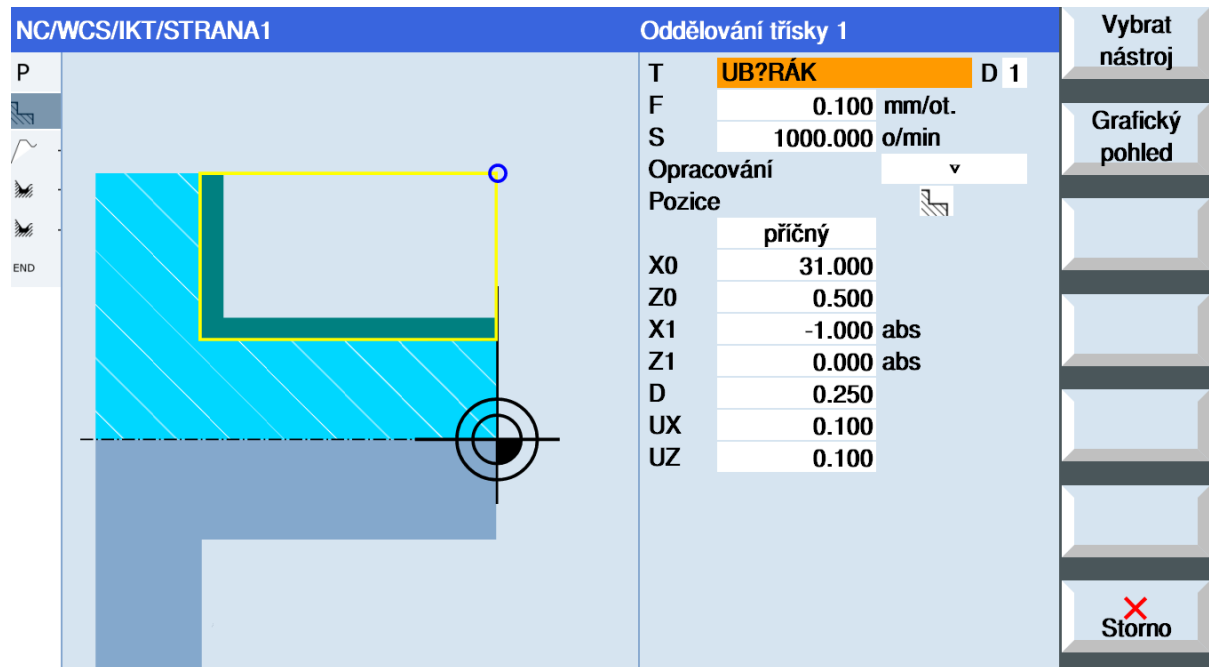 NC/WCS/IKT/STRANA1
Oddělování třísky 1
Vybrat
nástroj
P
T UB?RÁK D 1
F 0.100 mm/ot.
S 1000.000 o/min
Grafický
pohled
Opracování ▿
Pozice
END
příčný
X0 31.000
Z0 0.500
X1 -1.000 abs
Z1 0.000 abs
D 0.250
UX 0.100
UZ 0.100
Storno